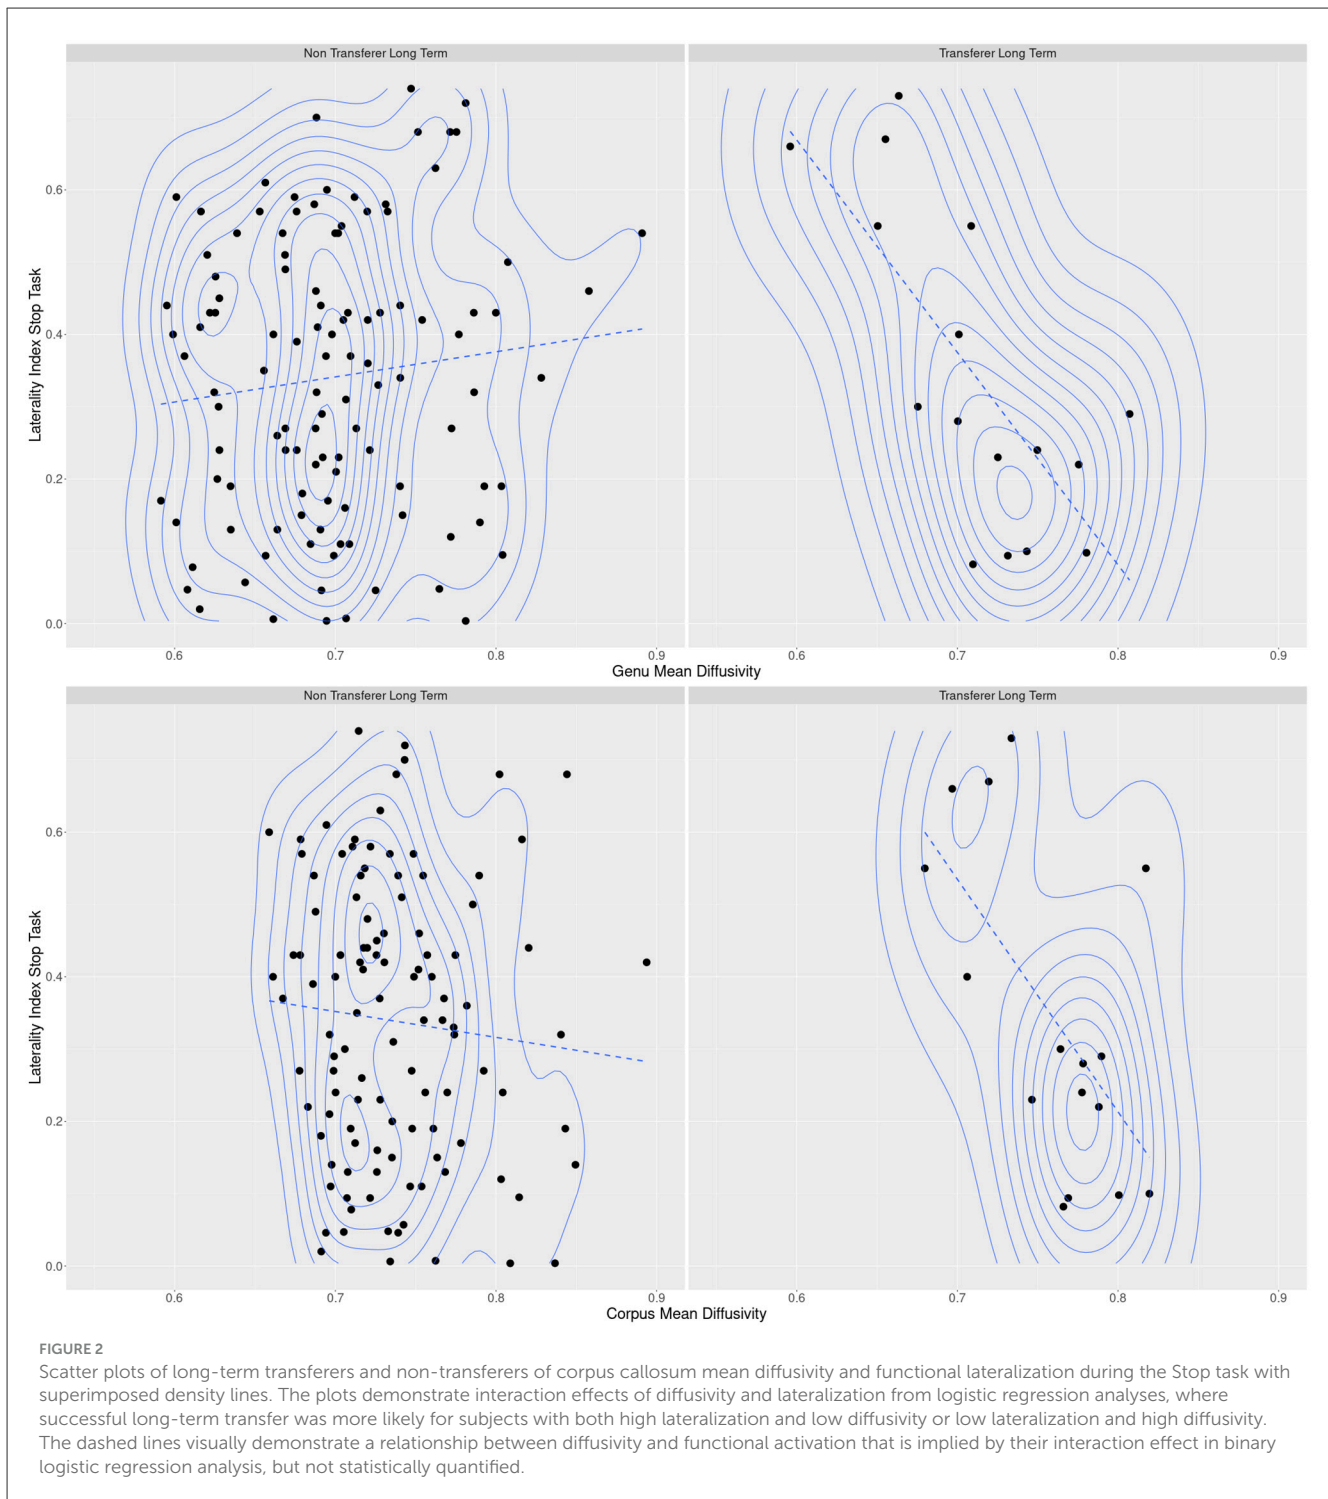 Non Transferer Long Term
Transferer Long Term
Laterality Index Stop Task
0.6
0.4
0.2
0.0
0.6 0.7 0.8 0.9 0.6 0.7 0.8 0.9
Genu Mean Diffusivity
Non Transferer Long Term
Transferer Long Term
Laterality Index Stop Task
0.6
0.4
0.2
0.0
0.6 0.7 0.8 0.9 0.6 0.7 0.8 0.9
Corpus Mean Diffusivity
FIGURE 2
Scatter plots of long-term transferers and non-transferers of corpus callosum mean diffusivity and functional lateralization during the Stop task with
superimposed density lines. The plots demonstrate interaction effects of diffusivity and lateralization from logistic regression analyses, where
successful long-term transfer was more likely for subjects with both high lateralization and low diffusivity or low lateralization and high diffusivity.
The dashed lines visually demonstrate a relationship between diffusivity and functional activation that is implied by their interaction effect in binary
logistic regression analysis, but not statistically quantified.